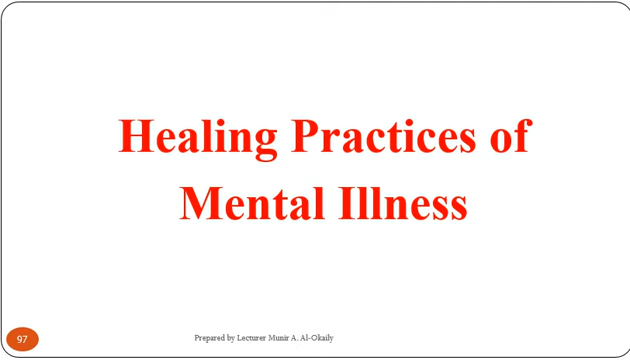 Healing Practices of
Mental Illness
97
Prepared by Lecturer Munir A. Al-Okaily